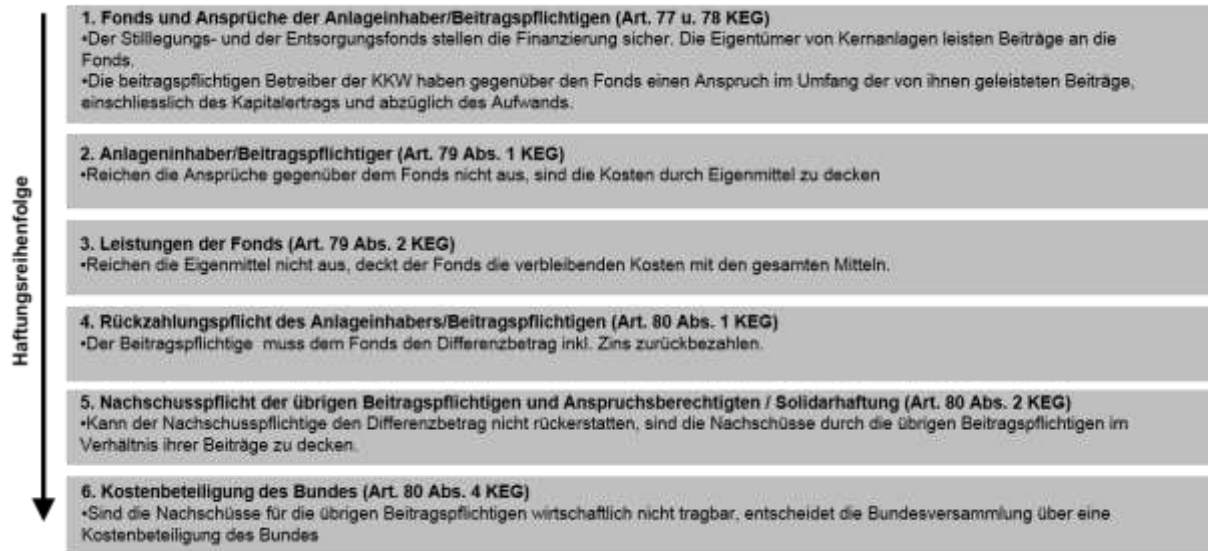 Haftungsreihenfolge
1. Fonds und Ansprüche der Anlageinhaber/Beitragspflichtigen (Art. 77 u. 78 KEG)
•Der Stilllegungs- und der Entsorgungsfonds stellen die Finanzierung sicher. Die Eigentümer von Kernanlagen leisten Beiträge an die
Fonds.
•Die beitragspflichtigen Betreiber der KKW haben gegenüber den Fonds einen Anspruch im Umfang der von ihnen geleisteten Beiträge,
einschliesslich des Kapitalertrags und abzüglich des Aufwands.
2. Anlageninhaber/Beitragspflichtiger (Art. 79 Abs. 1 KEG)
•Reichen die Ansprüche gegenüber dem Fonds nicht aus, sind die Kosten durch Eigenmittel zu decken
3. Leistungen der Fonds (Art. 79 Abs. 2 KEG)
•Reichen die Eigenmittel nicht aus, deckt der Fonds die verbleibenden Kosten mit den gesamten Mitteln.
4. Rückzahlungspflicht des Anlageinhabers/Beitragspflichtigen (Art. 80 Abs. 1 KEG)
•Der Beitragspflichtige muss dem Fonds den Differenzbetrag inkl. Zins zurückbezahlen.
5. Nachschusspflicht der übrigen Beitragspflichtigen und Anspruchsberechtigten / Solidarhaftung (Art. 80 Abs. 2 KEG)
•Kann der Nachschusspflichtige den Differenzbetrag nicht rückerstatten, sind die Nachschüsse durch die übrigen Beitragspflichtigen im
Verhältnis ihrer Beiträge zu decken.
6. Kostenbeteiligung des Bundes (Art. 80 Abs. 4 KEG)
•Sind die Nachschüsse für die übrigen Beitragspflichtigen wirtschaftlich nicht tragbar, entscheidet die Bundesversammlung über eine
Kostenbeteiligung des Bundes